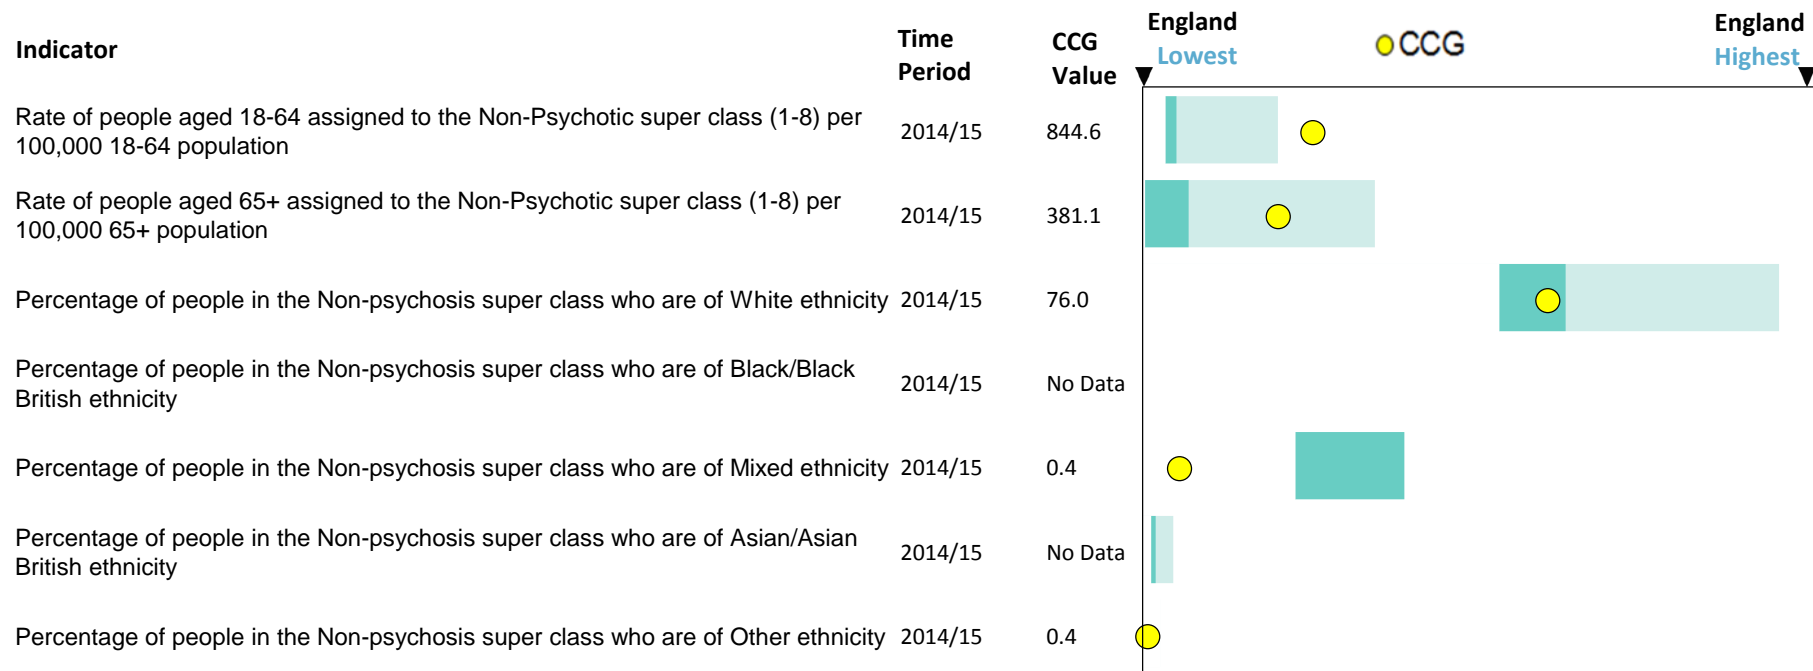 Indicator
Time
Period
CCG
Value
England
Lowest
CCG
England
Highest
Rate of people aged 18-64 assigned to the Non-Psychotic super class (1-8) per
100,000 18-64 population
2014/15
844.6
Rate of people aged 65+ assigned to the Non-Psychotic super class (1-8) per
100,000 65+ population
2014/15
381.1
Percentage of people in the Non-psychosis super class who are of White ethnicity
2014/15
76.0
Percentage of people in the Non-psychosis super class who are of Black/Black
British ethnicity
2014/15
No Data
Percentage of people in the Non-psychosis super class who are of Mixed ethnicity
2014/15
0.4
Percentage of people in the Non-psychosis super class who are of Asian/Asian
British ethnicity
2014/15
No Data
Percentage of people in the Non-psychosis super class who are of Other ethnicity
2014/15
0.4